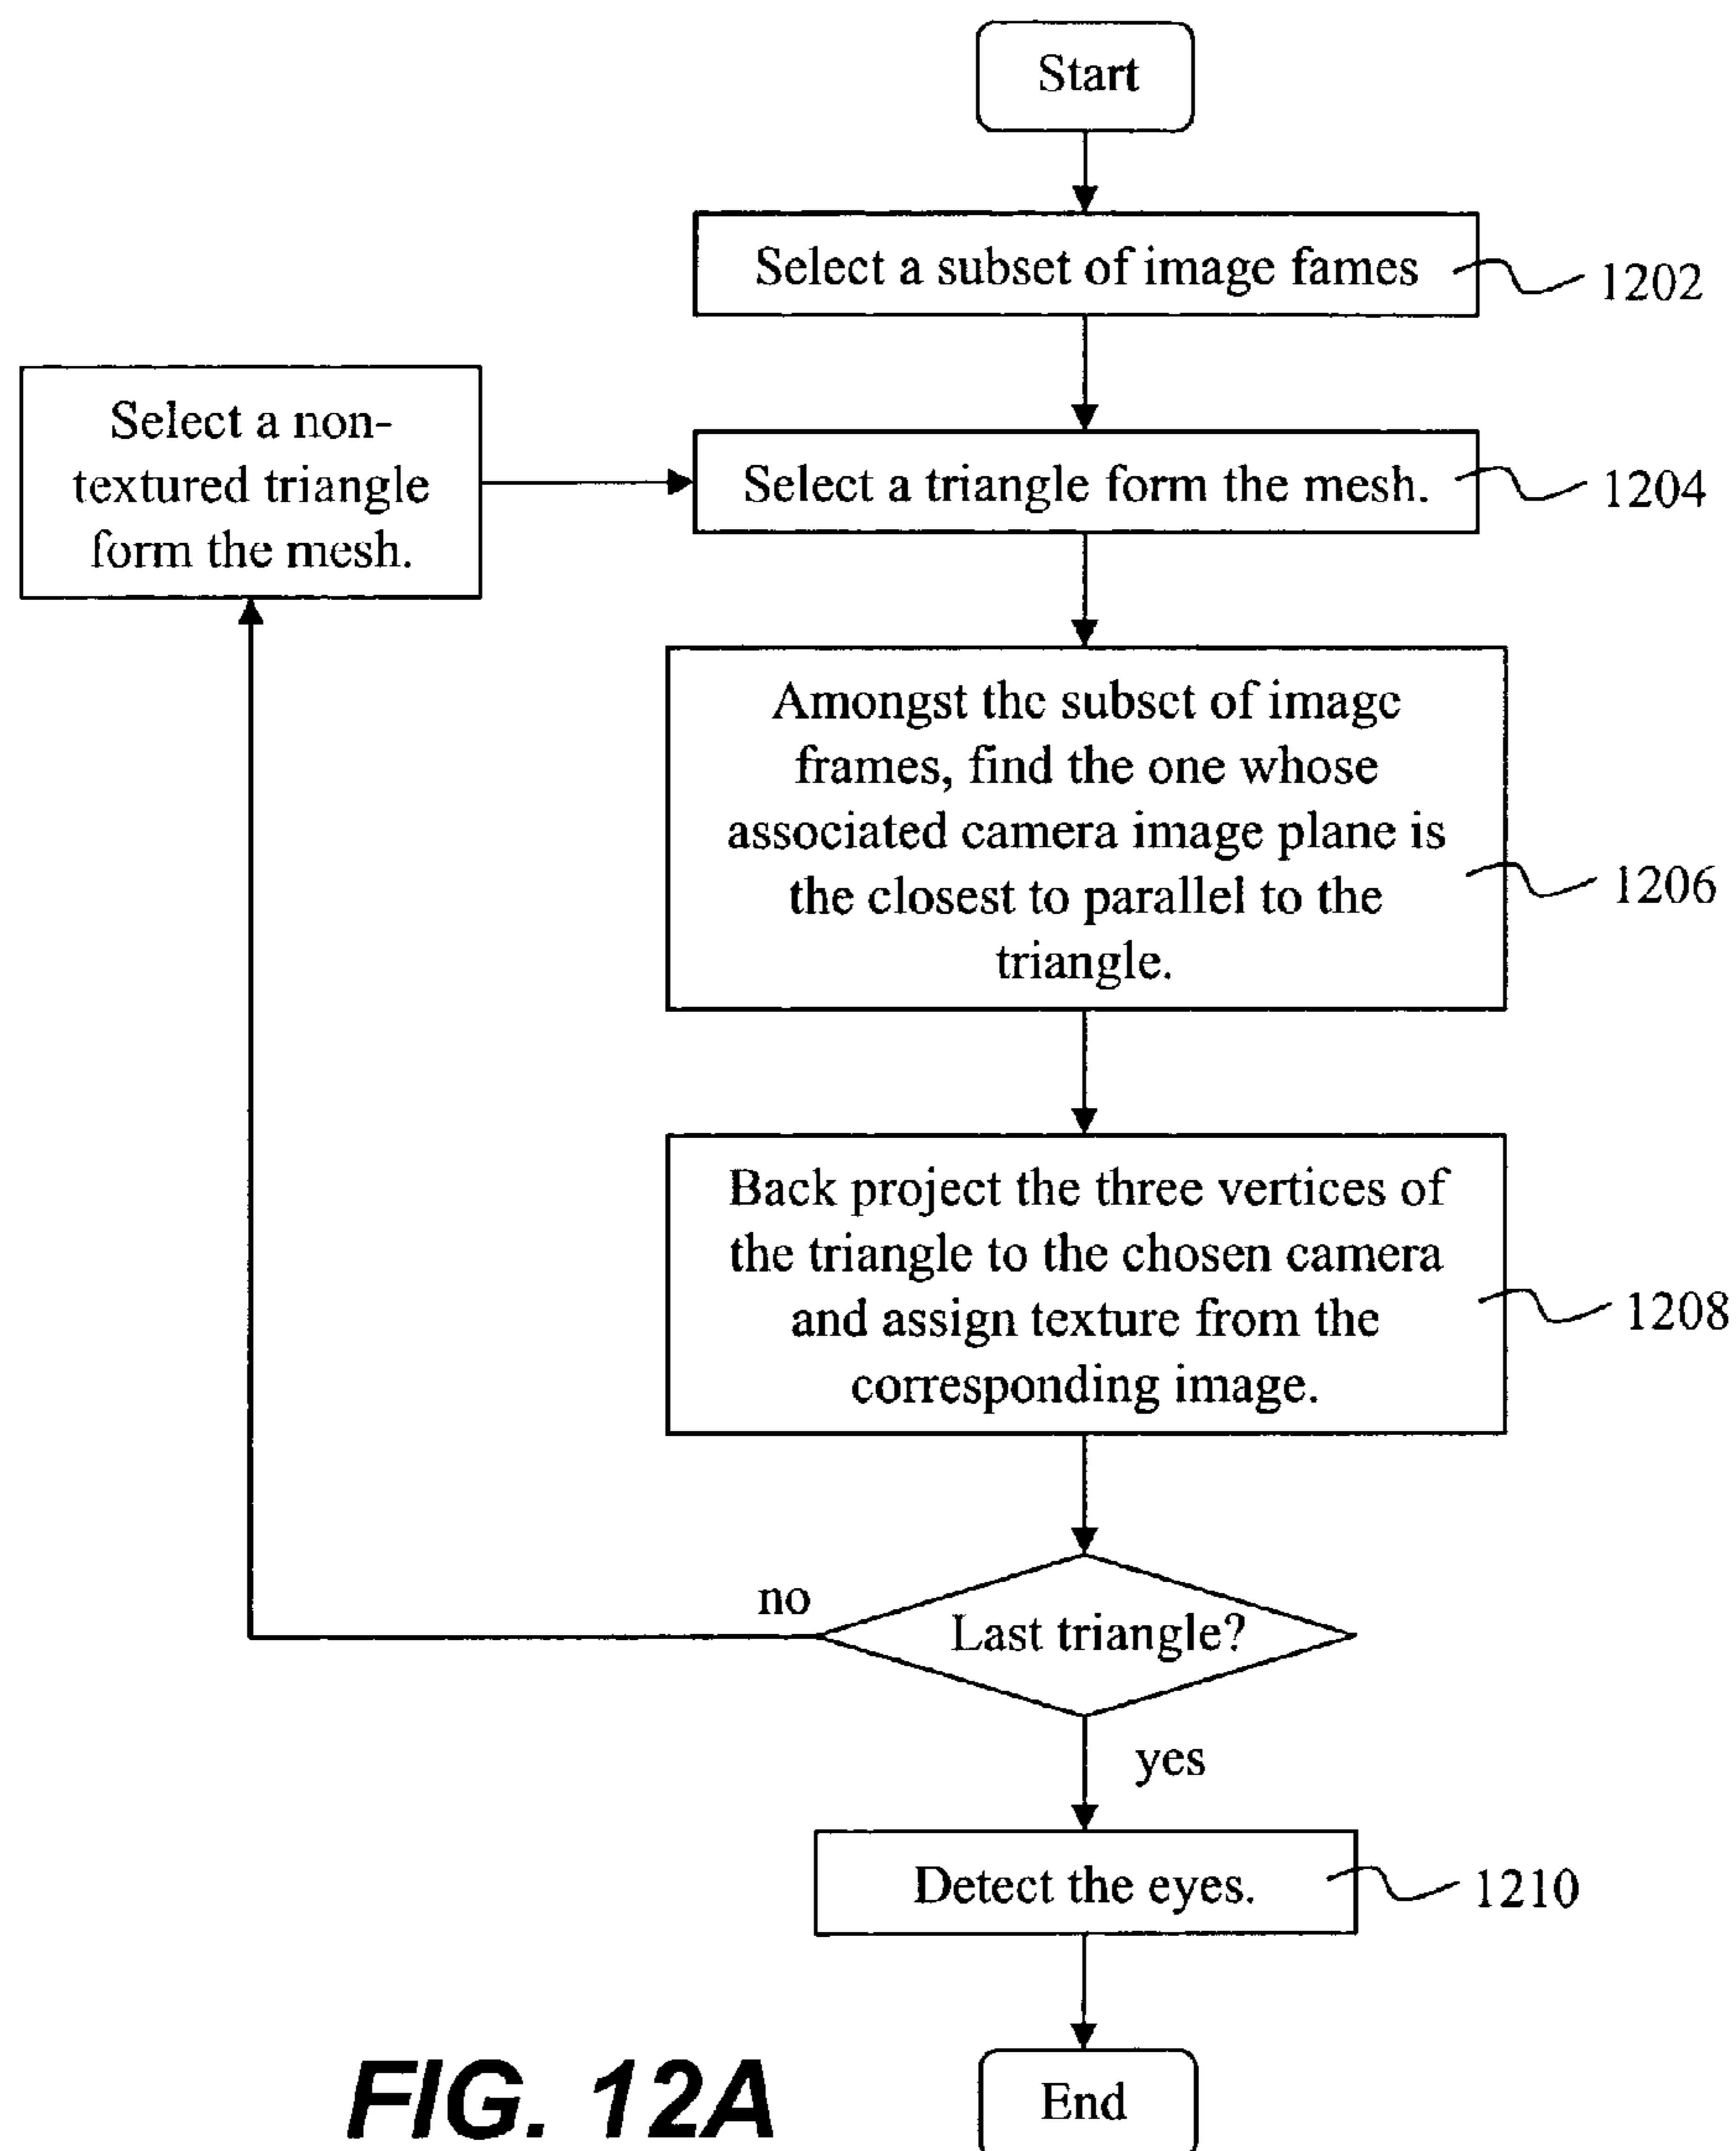 Start
Select a subset of image fames
1202
Select a non-
textured triangle
form the mesh.
Select a triangle form the mesh.
1204
Amongst the subset of image
frames, find the one whose
associated camera image plane is
the closest to parallel to the
triangle.
1206
Back project the three vertices of
the triangle to the chosen camera
and assign texture from the
corresponding image.
1208
no
Last triangle?
yes
Detect the eyes.
1210
End
FIG. 12A